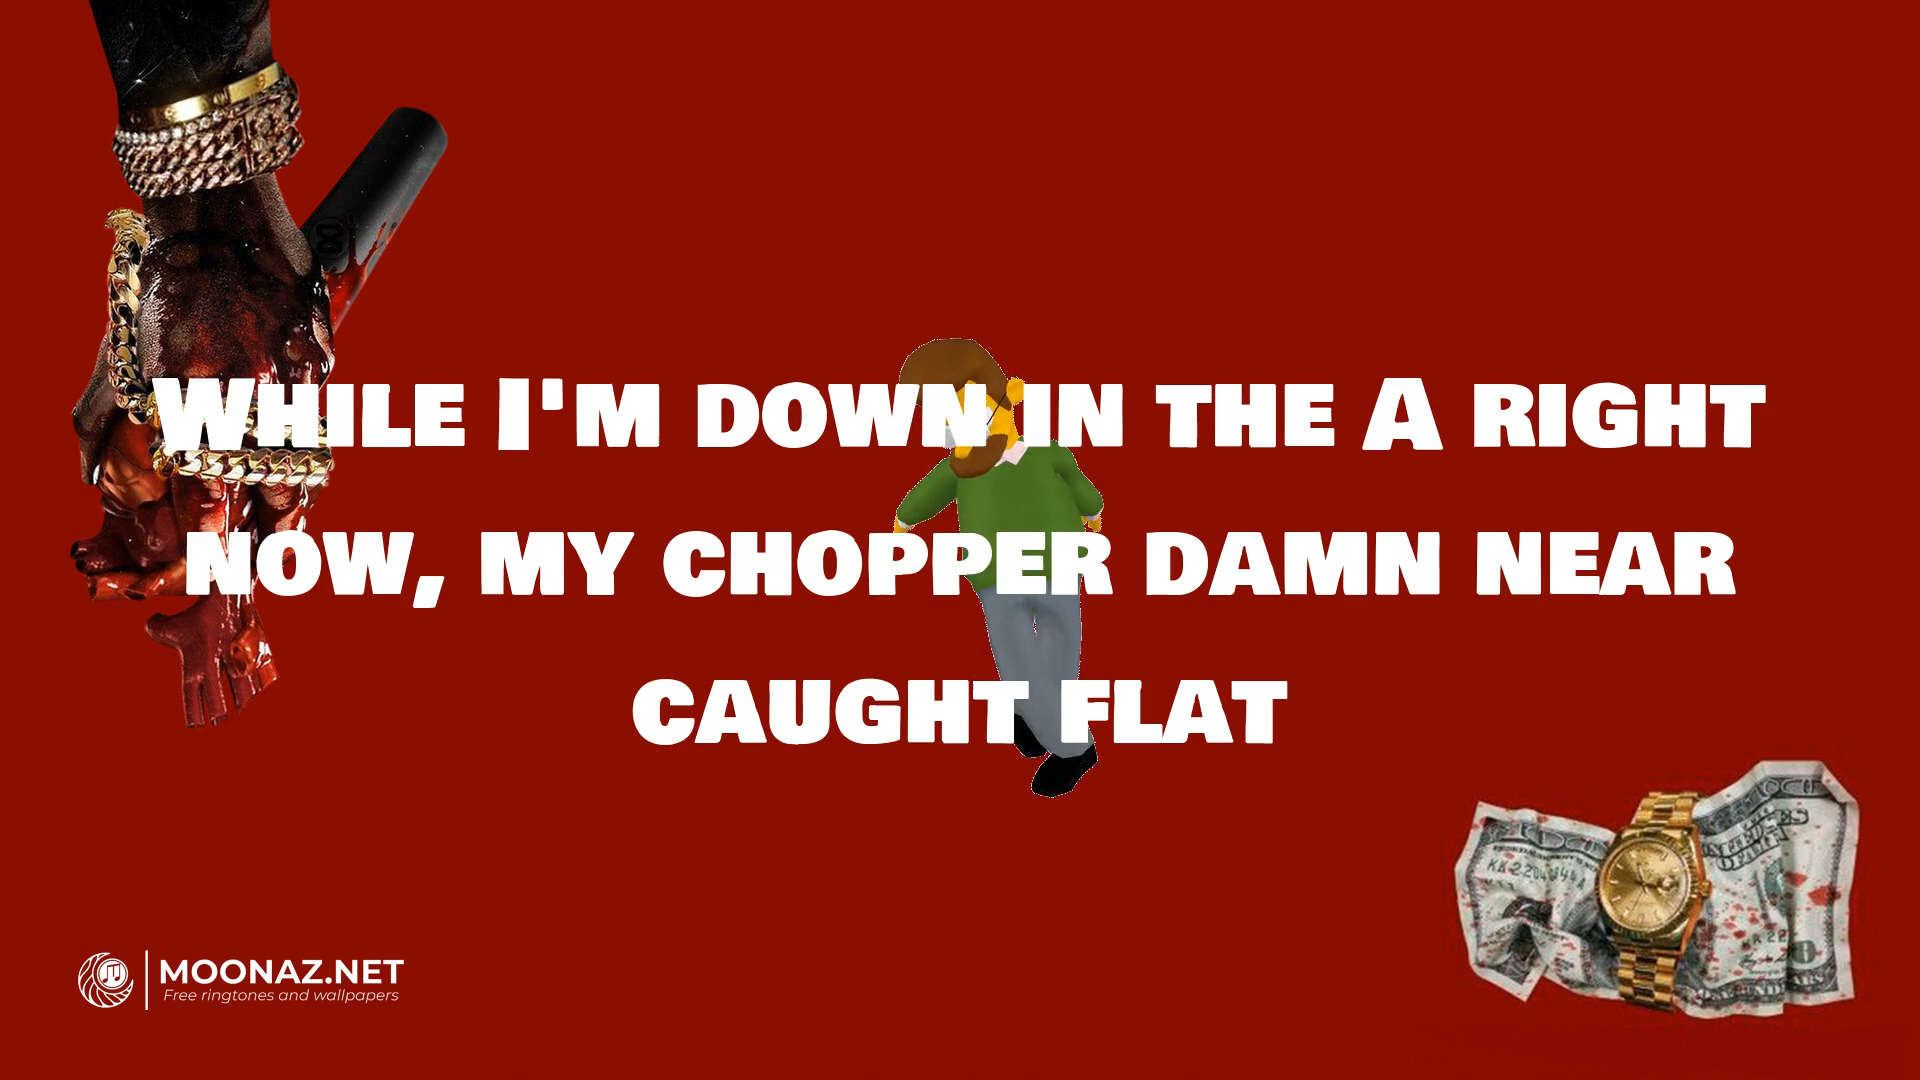 While I'm down in the A right
now, my chopper damn near
caught flat
MOONAZ.NET
Free ringtones and wallpapers